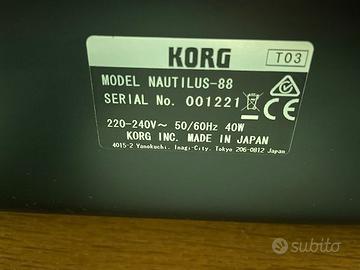 KORG
T03
MODEL NAUTILUS-88
SERIAL No. 001221
CE
220-240V~ 50/60Hz 40W
KORG INC. MADE IN JAPAN
4015-2 Yanokuchi, Inagi-City, Tokyo 206-0812 Japan
subito